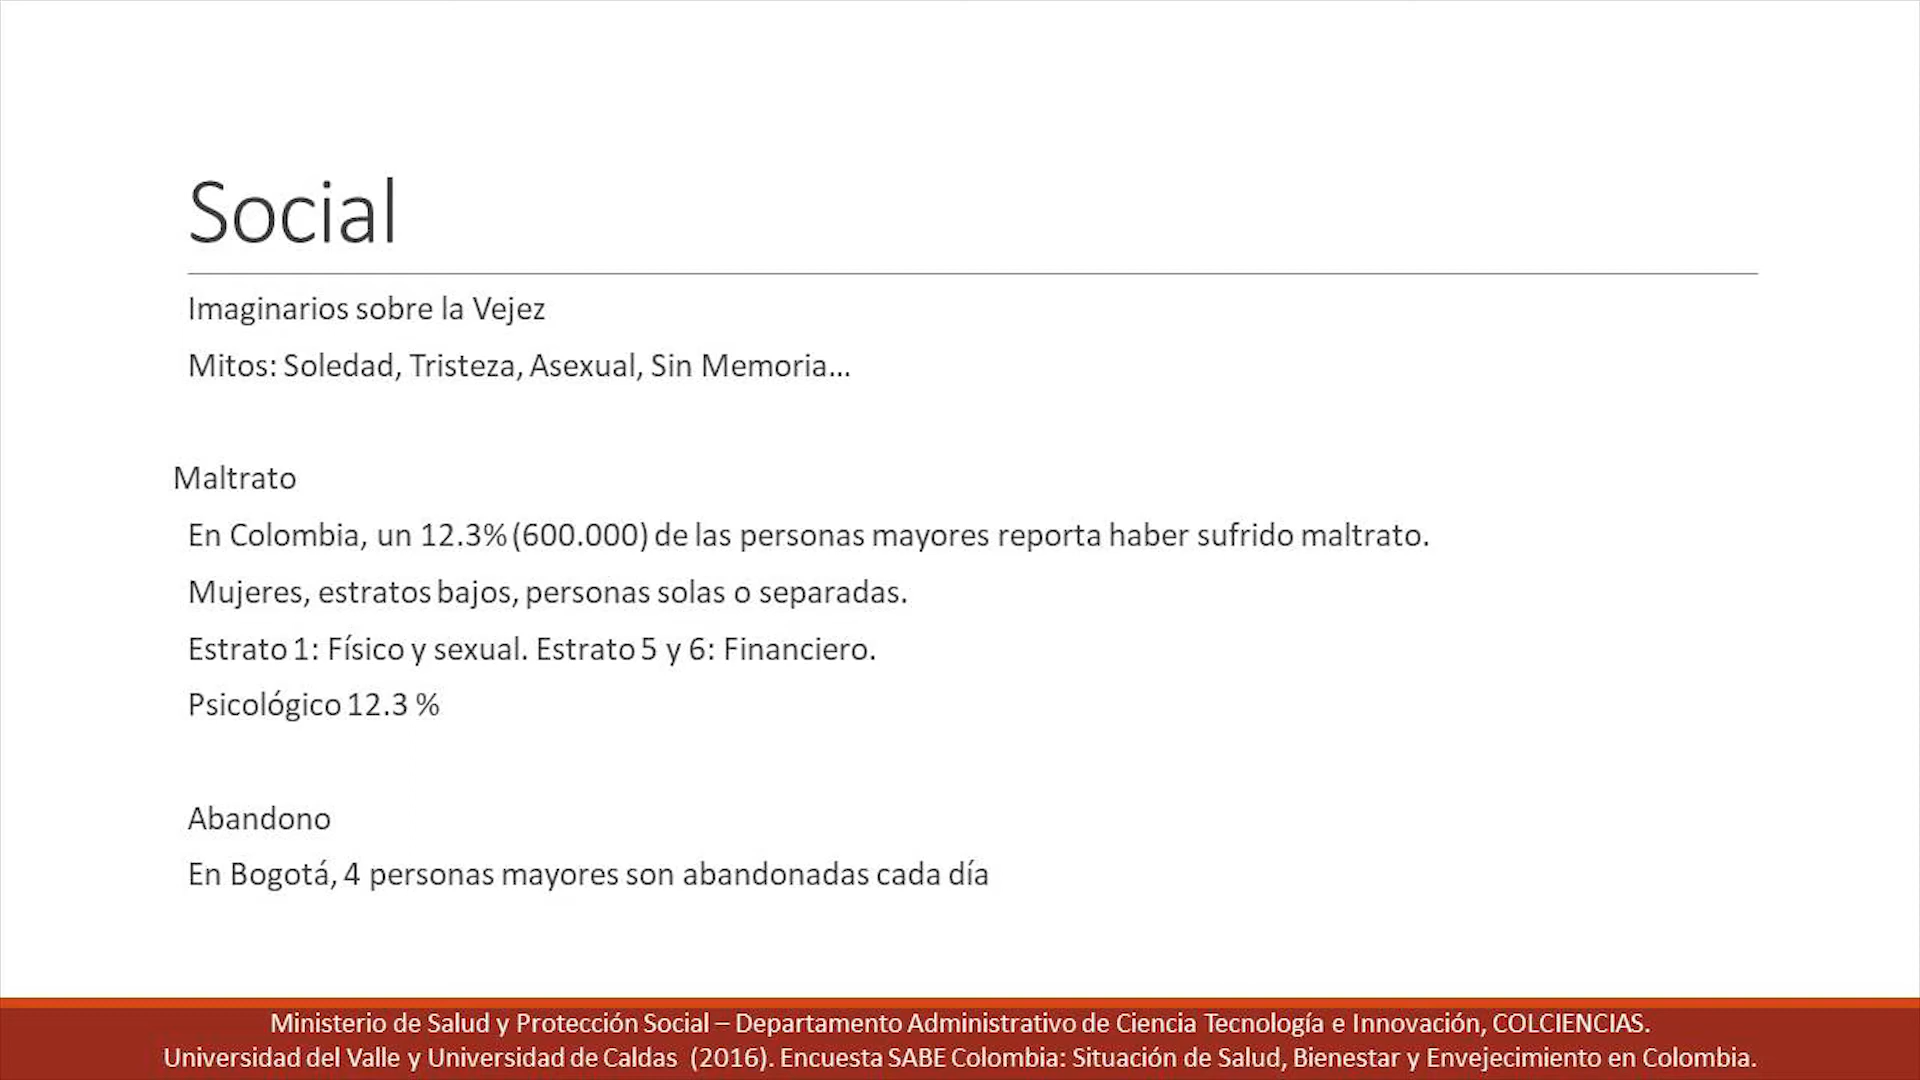 Social
Imaginarios sobre la Vejez
Mitos: Soledad, Tristeza, Asexual, Sin Memoria...
Maltrato
En Colombia, un 12.3% (600.000) de las personas mayores reporta haber sufrido maltrato.
Mujeres, estratos bajos, personas solas o separadas.
Estrato 1: Físico y sexual. Estrato 5 y 6: Financiero.
Psicológico 12.3 %
Abandono
En Bogotá, 4 personas mayores son abandonadas cada día
Ministerio de Salud y Protección Social – Departamento Administrativo de Ciencia Tecnología e Innovación, COLCIENCIAS.
Universidad del Valle y Universidad de Caldas (2016). Encuesta SABE Colombia: Situación de Salud, Bienestar y Envejecimiento en Colombia.